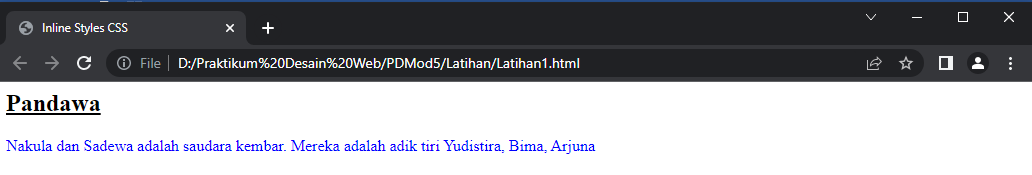 Inline Styles CSS
File
D:/Praktikum%20Desain%20Web/PDMod5/Latihan/Latihan1.html
Pandawa
Nakula dan Sadewa adalah saudara kembar. Mereka adalah adik tiri Yudistira, Bima, Arjuna